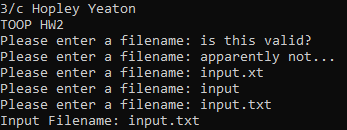 3/c Hopley Yeaton
TOOP HW2
Please enter a filename: is this valid?
Please enter a filename: apparently not...
Please enter a filename: input.xt
Please enter a filename: input
Please enter a filename: input.txt
Input Filename: input.txt